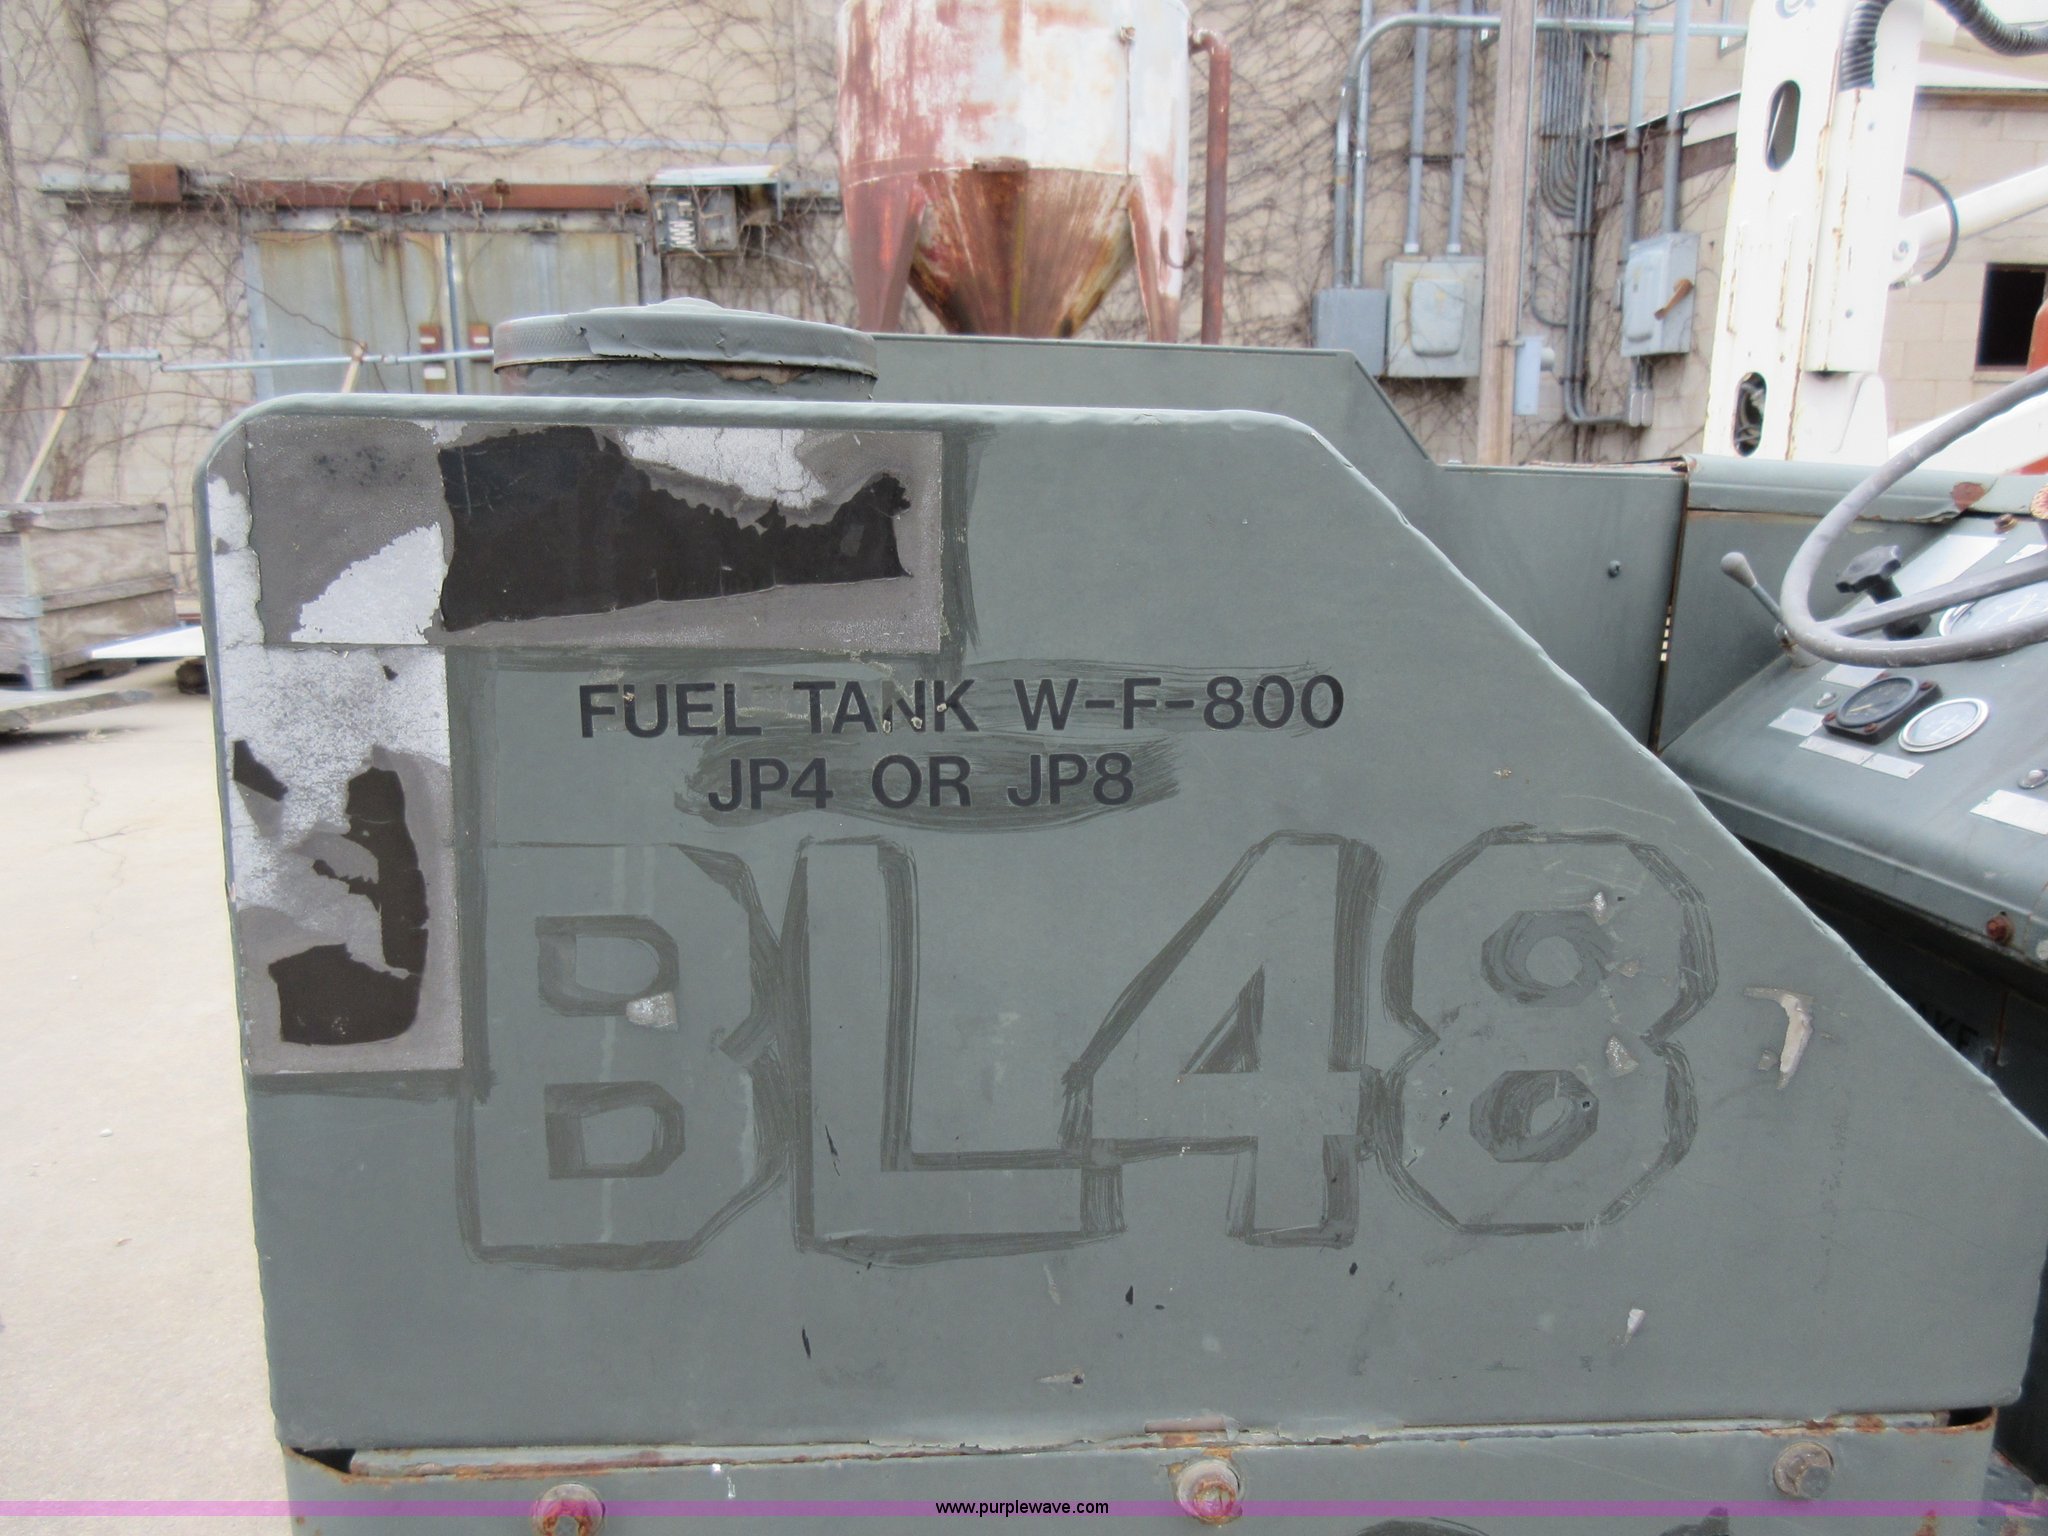 FUEL TANK W-F-800
JP4 OR JP8
BL48
www.purplewave.com